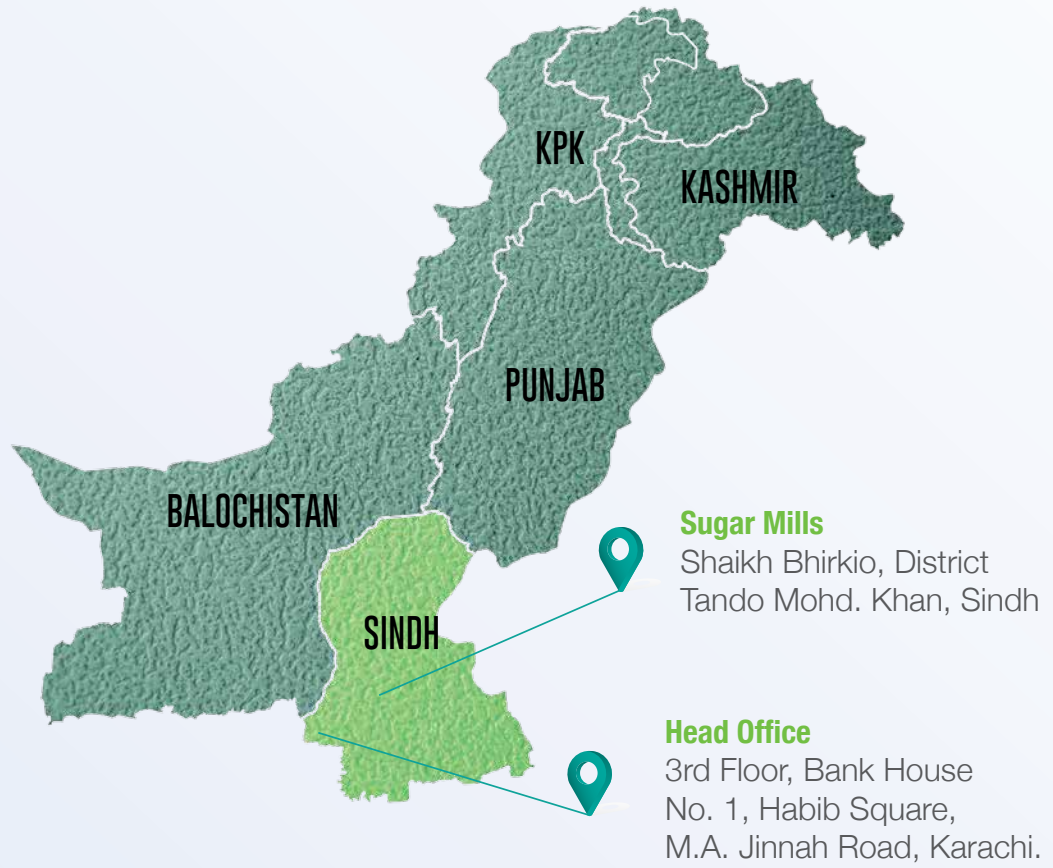 KPK
KASHMIR
PUNJAB
BALOCHISTAN
SINDH
Sugar Mills
Shaikh Bhirkio, District
Tando Mohd. Khan, Sindh
Head Office
3rd Floor, Bank House
No. 1, Habib Square,
M.A. Jinnah Road, Karachi.